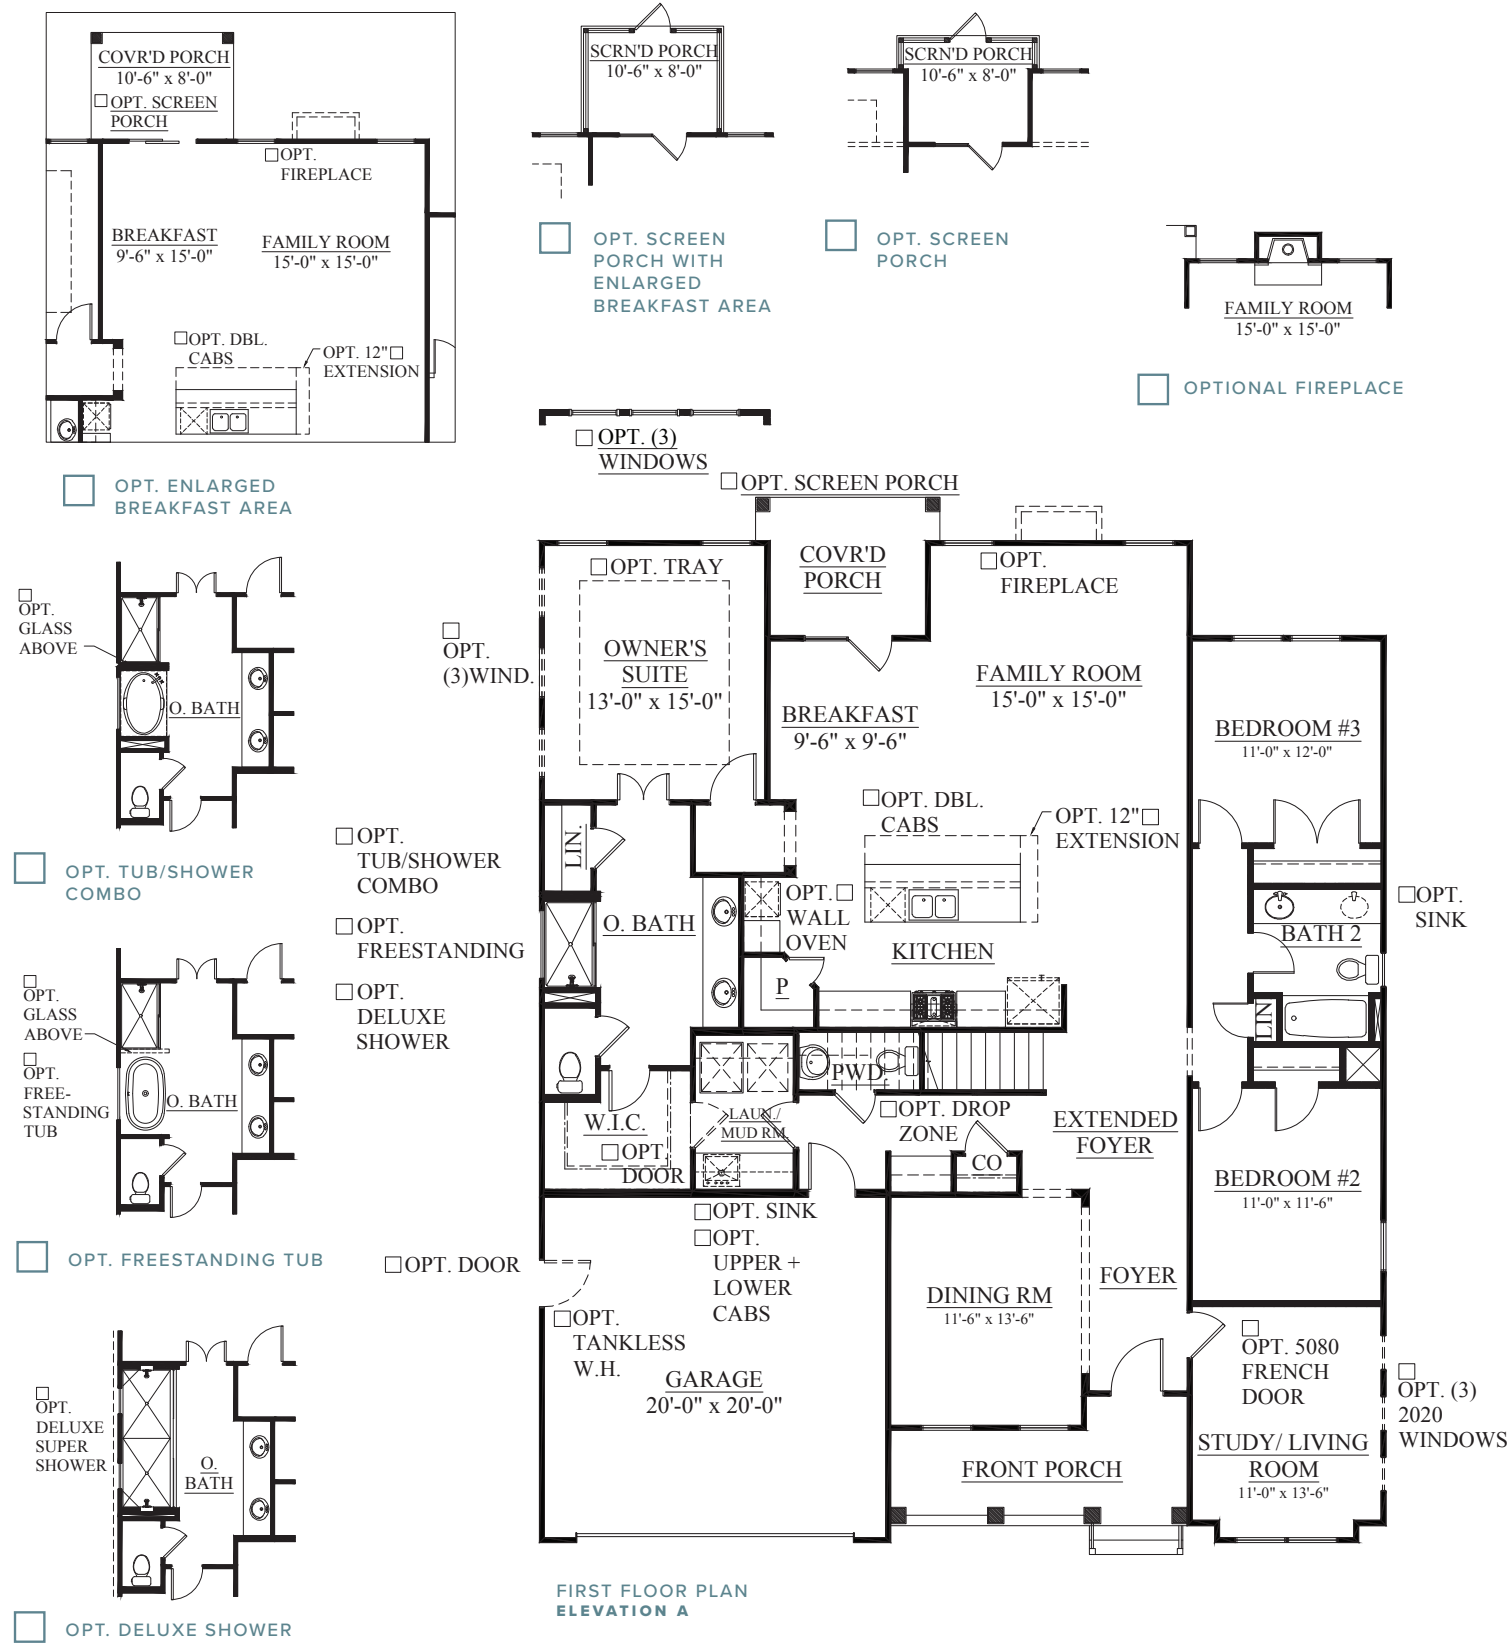 COVR'D PORCH
10'-6" x 8'-0"
OPT. SCREEN
PORCH
OPT.
FIREPLACE
BREAKFAST
9'-6" x 15'-0"
FAMILY ROOM
15'-0" x 15'-0"
OPT. DBL.
CABS
OPT. 12"
EXTENSION
OPT. ENLARGED
BREAKFAST AREA
SCRN'D PORCH
10'-6" x 8'-0"
OPT. SCREEN
PORCH WITH
ENLARGED
BREAKFAST AREA
SCRN'D PORCH
10'-6" x 8'-0"
OPT. SCREEN
PORCH
FAMILY ROOM
15'-0" x 15'-0"
OPTIONAL FIREPLACE
OPT.
GLASS
ABOVE
O. BATH
OPT. TUB/SHOWER
COMBO
OPT.
GLASS
ABOVE
OPT.
FREE-
STANDING
TUB
O. BATH
OPT. FREESTANDING TUB
OPT.
DELUXE
SUPER
SHOWER
O.
BATH
OPT. DELUXE SHOWER
OPT. (3)
WINDOWS
OPT. SCREEN PORCH
OPT. TRAY
COVR'D
PORCH
OPT.
FIREPLACE
OPT.
(3)WIND.
OWNER'S
SUITE
13'-0" x 15'-0"
FAMILY ROOM
15'-0" x 15'-0"
BREAKFAST
9'-6" x 9'-6"
BEDROOM #3
11'-0" x 12'-0"
OPT. DBL.
CABS
OPT. 12"
EXTENSION
OPT.
TUB/SHOWER
COMBO
LIN.
OPT.
FREESTANDING
O. BATH
OPT.
WALL
OVEN
KITCHEN
OPT.
SINK
BATH 2
OPT.
DELUXE
SHOWER
P
LIN
PWD
W.I.C.
OPT.
DOOR
LAUN./
MUD RM.
OPT. DROP
ZONE
CO
EXTENDED
FOYER
BEDROOM #2
11'-0" x 11'-6"
OPT. SINK
OPT.
UPPER +
LOWER
CABS
OPT. DOOR
OPT.
TANKLESS
W.H.
GARAGE
20'-0" x 20'-0"
DINING RM
11'-6" x 13'-6"
FOYER
OPT. 5080
FRENCH
DOOR
OPT. (3)
2020
WINDOWS
STUDY/ LIVING
ROOM
11'-0" x 13'-6"
FRONT PORCH
FIRST FLOOR PLAN
ELEVATION A